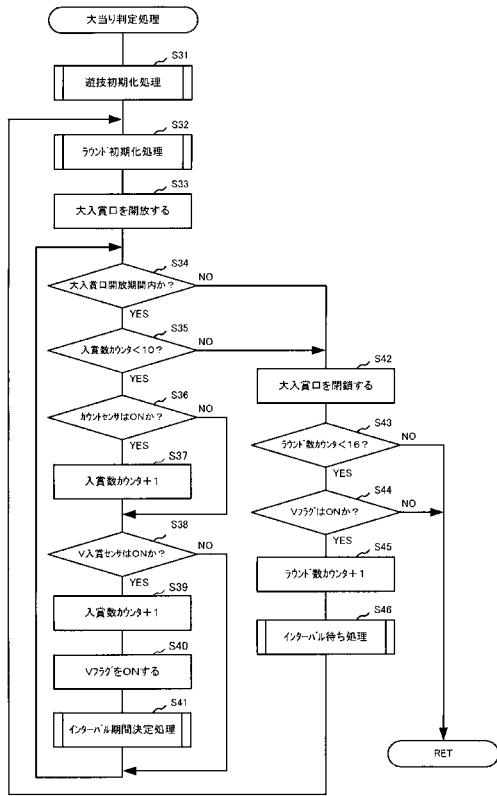 大当り判定処理
S31
遊技初期化処理
S32
ラウンド初期化処理
S33
大入賞口を開放する
S34
大入賞口開放期間内か?
NO
YES
S35
入賞数カウンタ<10?
NO
YES
S36
カウントセンサはONか?
NO
YES
S37
入賞数カウンタ+1
S38
V入賞センサはONか?
NO
YES
S39
入賞数カウンタ+1
S40
VフラグをONする
S41
インターバル期間決定処理
S42
大入賞口を閉鎖する
S43
ラウンド数カウンタ<16?
NO
YES
S44
VフラグはONか?
NO
YES
S45
ラウンド数カウンタ+1
S46
インターバル待ち処理
RET